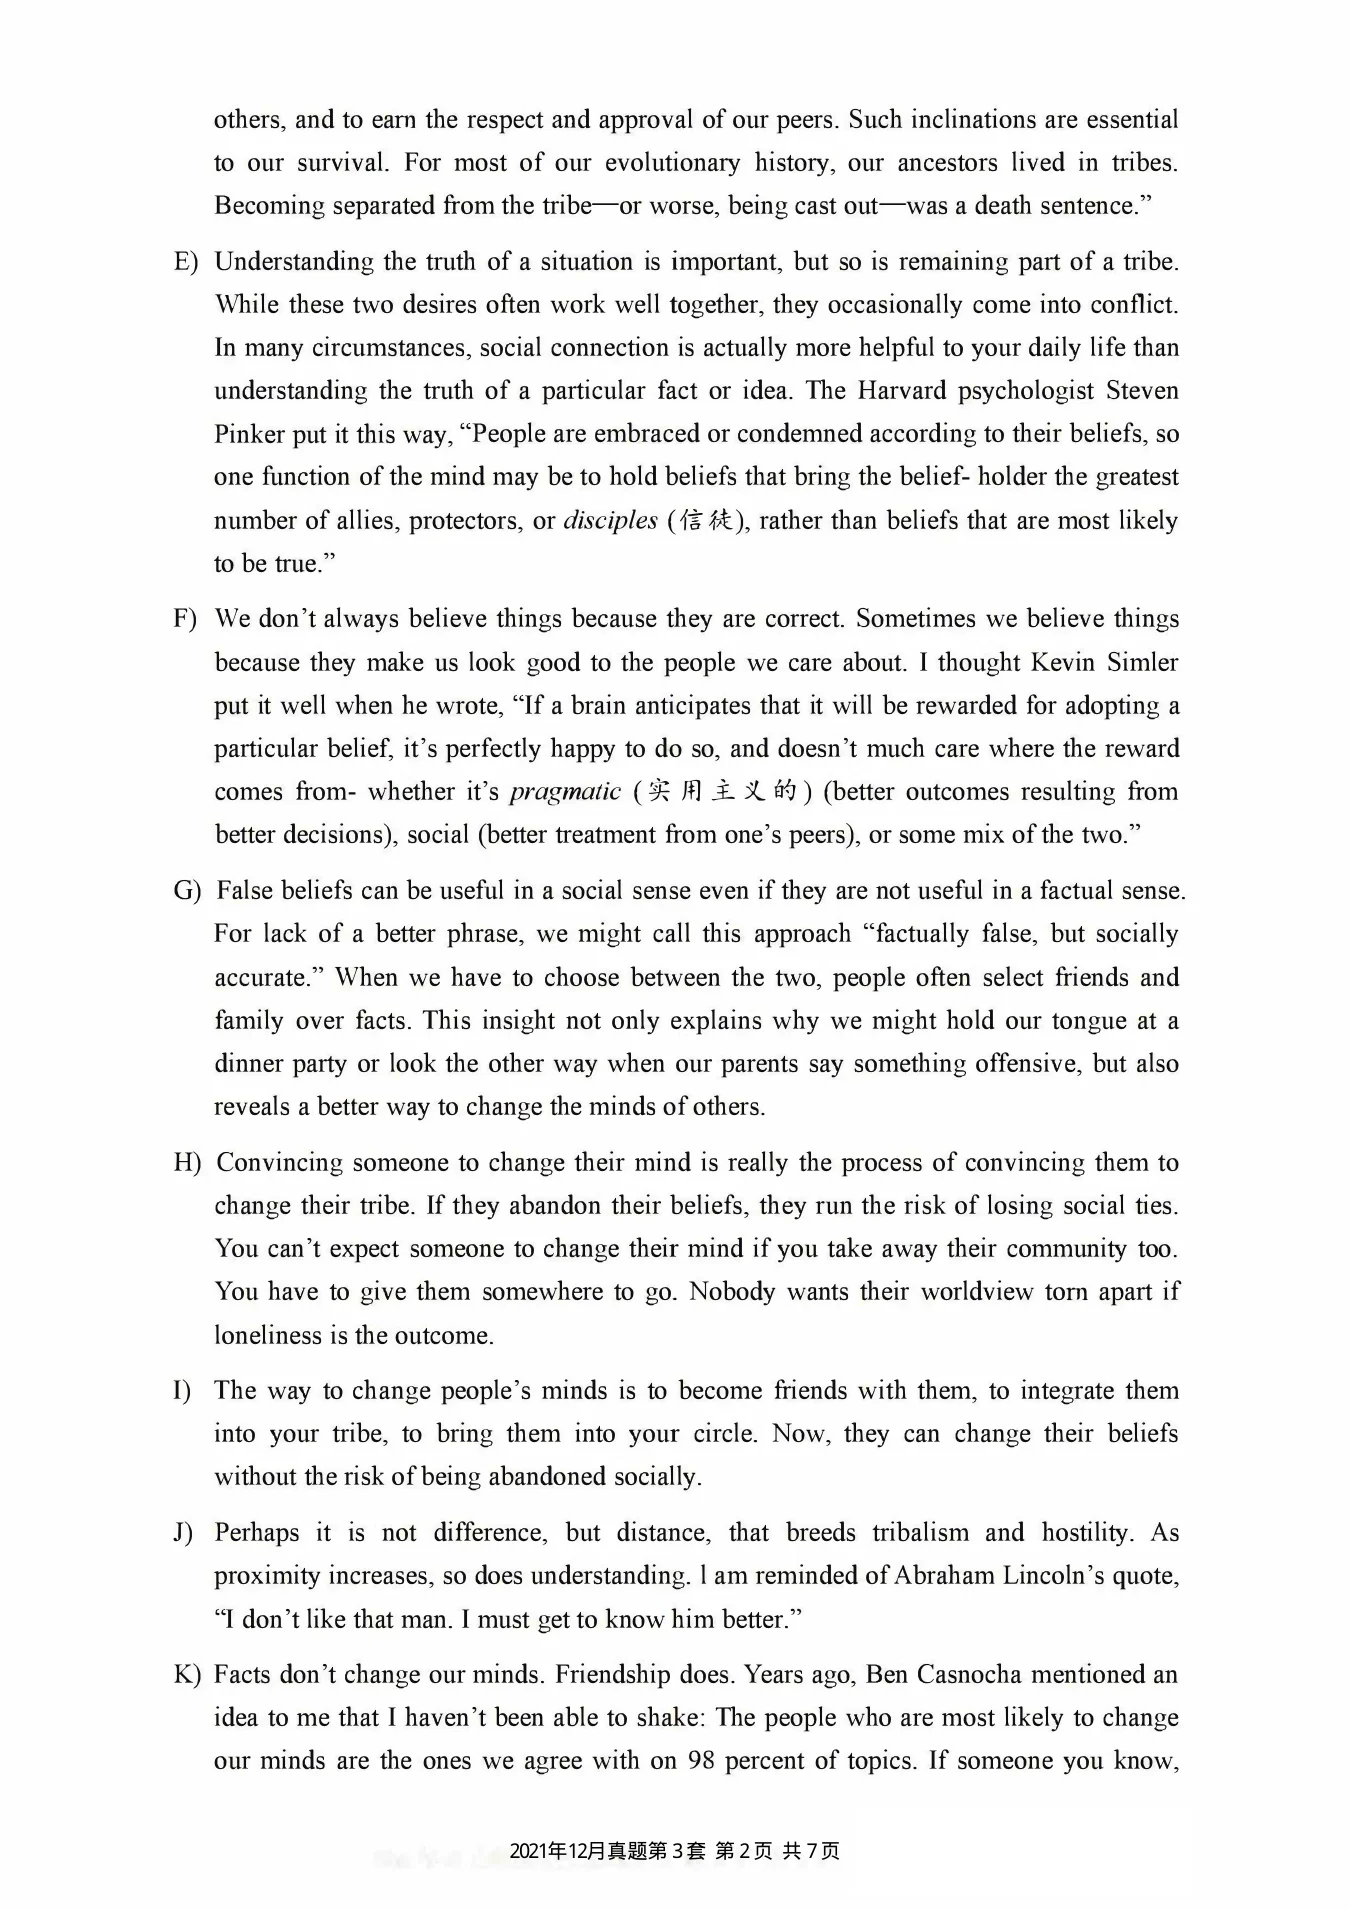 others, and to earn the respect and approval of our peers. Such inclinations are essential
to our survival. For most of our evolutionary history, our ancestors lived in tribes.
Becoming separated from the tribe—or worse, being cast out—was a death sentence.”
E) Understanding the truth of a situation is important, but so is remaining part of a tribe.
While these two desires often work well together, they occasionally come into conflict.
In many circumstances, social connection is actually more helpful to your daily life than
understanding the truth of a particular fact or idea. The Harvard psychologist Steven
Pinker put it this way, “People are embraced or condemned according to their beliefs, so
one function of the mind may be to hold beliefs that bring the belief- holder the greatest
number of allies, protectors, or disciples (信徒), rather than beliefs that are most likely
to be true.”
F) We don’t always believe things because they are correct. Sometimes we believe things
because they make us look good to the people we care about. I thought Kevin Simler
put it well when he wrote, “If a brain anticipates that it will be rewarded for adopting a
particular belief, it’s perfectly happy to do so, and doesn’t much care where the reward
comes from- whether it’s pragmatic (实用主义的) (better outcomes resulting from
better decisions), social (better treatment from one’s peers), or some mix of the two.”
G) False beliefs can be useful in a social sense even if they are not useful in a factual sense.
For lack of a better phrase, we might call this approach “factually false, but socially
accurate.” When we have to choose between the two, people often select friends and
family over facts. This insight not only explains why we might hold our tongue at a
dinner party or look the other way when our parents say something offensive, but also
reveals a better way to change the minds of others.
H) Convincing someone to change their mind is really the process of convincing them to
change their tribe. If they abandon their beliefs, they run the risk of losing social ties.
You can’t expect someone to change their mind if you take away their community too.
You have to give them somewhere to go. Nobody wants their worldview torn apart if
loneliness is the outcome.
I) The way to change people’s minds is to become friends with them, to integrate them
into your tribe, to bring them into your circle. Now, they can change their beliefs
without the risk of being abandoned socially.
J) Perhaps it is not difference, but distance, that breeds tribalism and hostility. As
proximity increases, so does understanding. l am reminded of Abraham Lincoln’s quote,
“I don’t like that man. I must get to know him better.”
K) Facts don’t change our minds. Friendship does. Years ago, Ben Casnocha mentioned an
idea to me that I haven’t been able to shake: The people who are most likely to change
our minds are the ones we agree with on 98 percent of topics. If someone you know,
2021年12月真题第3套 第2页 共7页